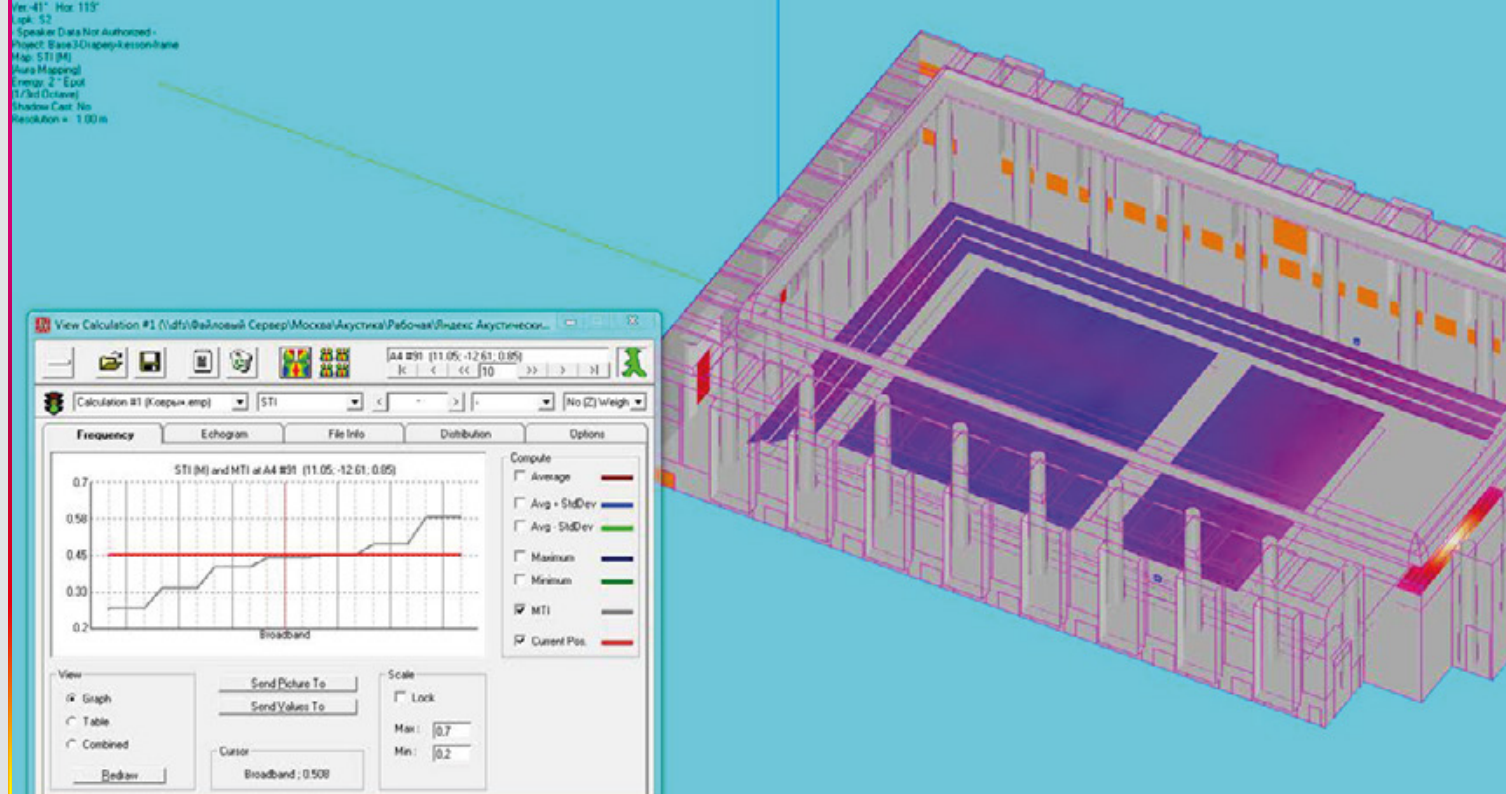 Ver:-41° Hor: 119°
Lspk: S2
- Speaker Data Not Authorized -
Project: Base3-Drapery-kesson-frame
Map: STI (M)
(Aura Mapping)
Energy: 2 * Epot
(1/3rd Octave)
Shadow Cast: No
Resolution = 1.00 m
View Calculation #1 (\\dfs\Файловый Сервер\Москва\Акустика\Рабочая\Яндекс Акустически...
A4 #91 (11.05; -12.61; 0.85)
10
Calculation #1 (Ковры+.emp) STI - - No (Z) Weigh
Frequency Echogram File Info Distribution Options
STI (M) and MTI at A4 #91 (11.05; -12.61; 0.85)
0.7
0.58
0.45
0.33
0.2
Broadband
Compute
Average
Avg + StdDev
Avg - StdDev
Maximum
Minimum
MTI
Current Pos.
View
Graph
Table
Combined
Redraw
Send Picture To
Send Values To
Cursor
Broadband ; 0.508
Scale
Lock
Max : 0.7
Min : 0.2